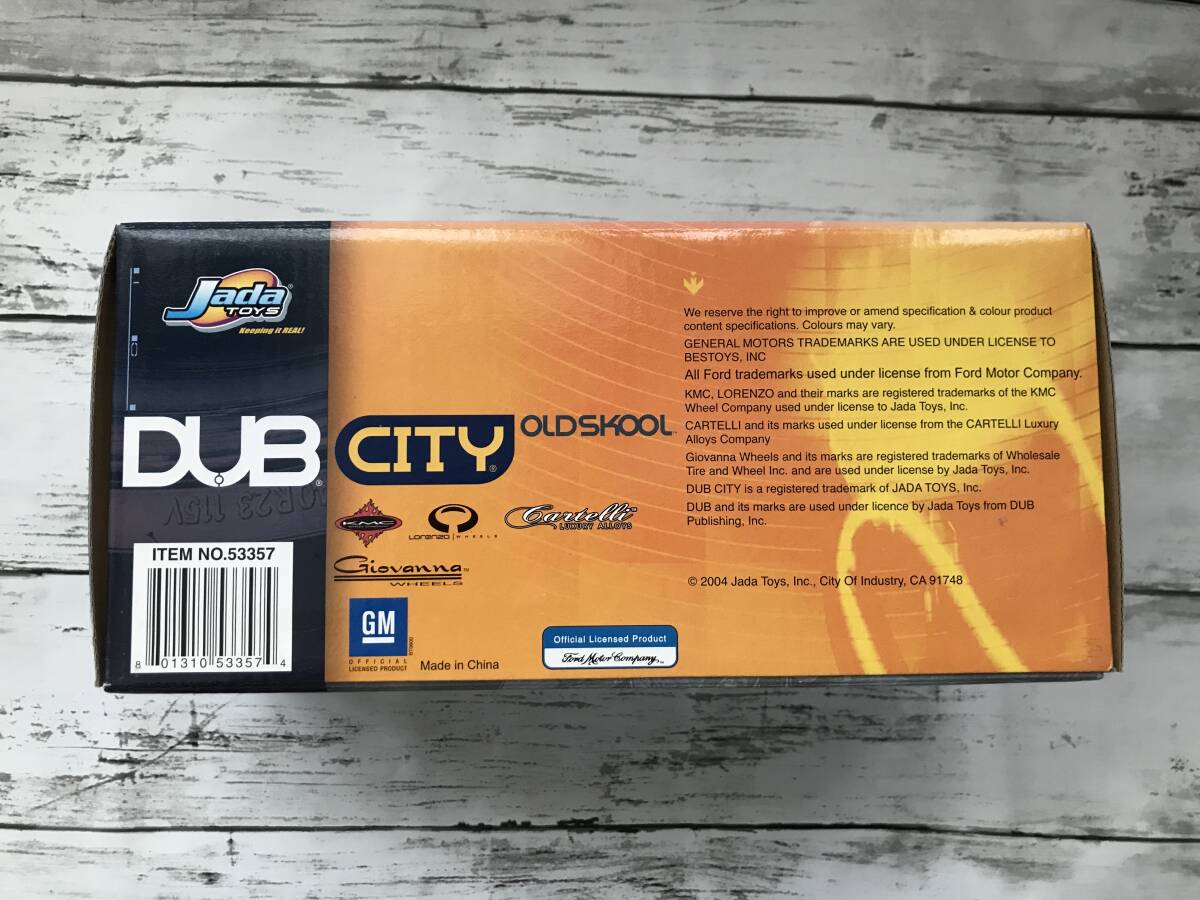 Jada
TOYS
Keeping it REAL!
DUB®
CITY®
OLDSKOOL™
KMC
LORENZO | WHEELS
Cartelli™
LUXURY ALLOYS
Giovanna™
WHEELS
ITEM NO.53357
8 01310 53357 4
GM
OFFICIAL
LICENSED PRODUCT
Made in China
Official Licensed Product
Ford Motor Company
We reserve the right to improve or amend specification & colour product
content specifications. Colours may vary.
GENERAL MOTORS TRADEMARKS ARE USED UNDER LICENSE TO
BESTOYS, INC
All Ford trademarks used under license from Ford Motor Company.
KMC, LORENZO and their marks are registered trademarks of the KMC
Wheel Company used under license to Jada Toys, Inc.
CARTELLI and its marks used under license from the CARTELLI Luxury
Alloys Company
Giovanna Wheels and its marks are registered trademarks of Wholesale
Tire and Wheel Inc. and are used under license by Jada Toys, Inc.
DUB CITY is a registered trademark of JADA TOYS, Inc.
DUB and its marks are used under licence by Jada Toys from DUB
Publishing, Inc.
© 2004 Jada Toys, Inc., City Of Industry, CA 91748